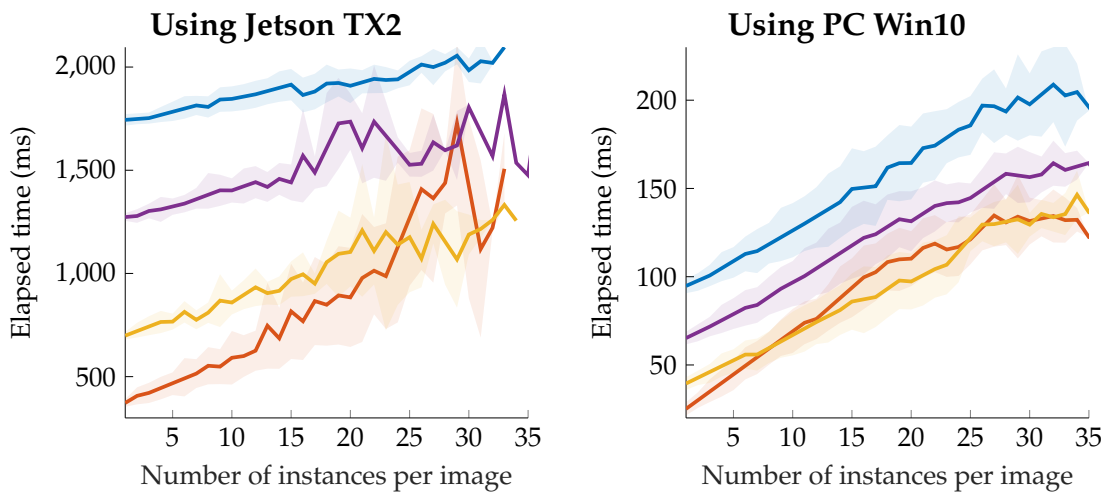 Using Jetson TX2
Elapsed time (ms)
2,000
1,500
1,000
500
5 10 15 20 25 30 35
Number of instances per image
Using PC Win10
Elapsed time (ms)
200
150
100
50
5 10 15 20 25 30 35
Number of instances per image